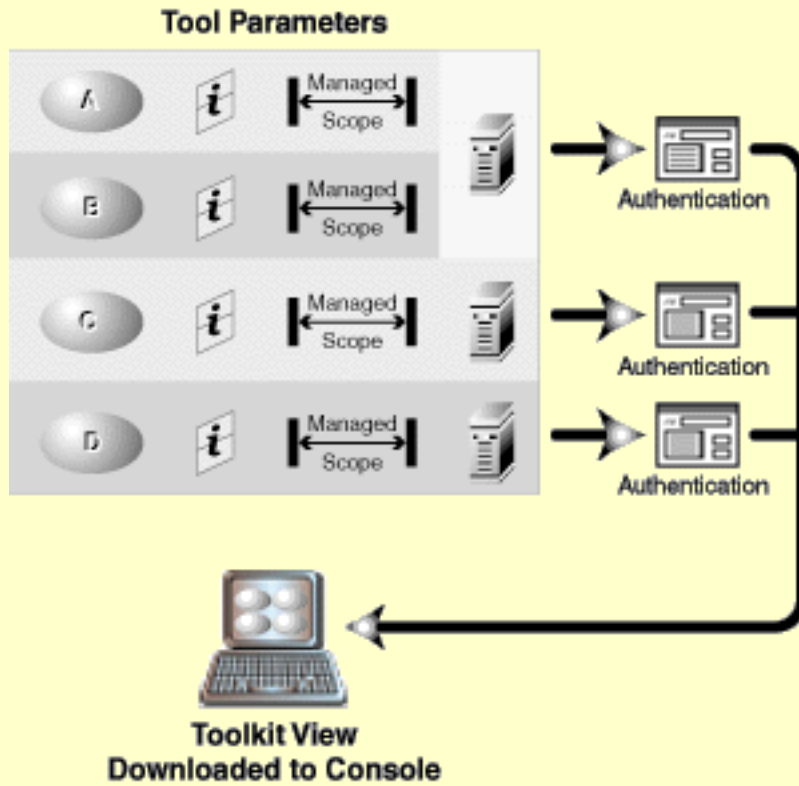 Tool Parameters
A
i
Managed
Scope
Authentication
B
i
Managed
Scope
C
i
Managed
Scope
Authentication
D
i
Managed
Scope
Authentication
Toolkit View
Downloaded to Console